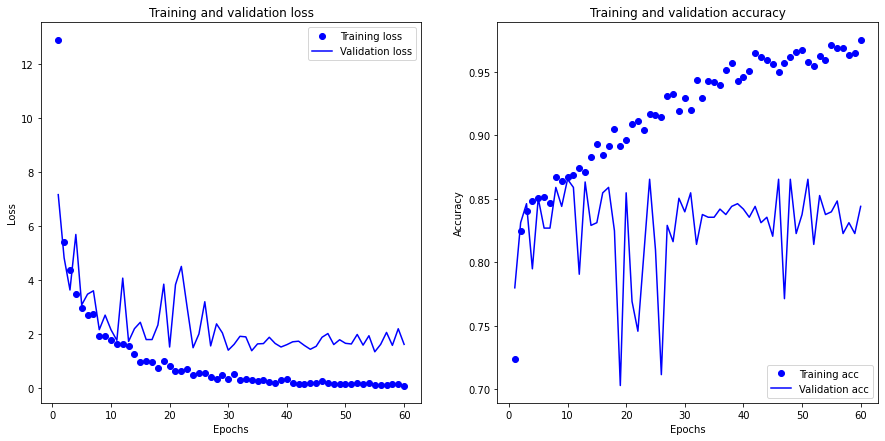 Training and validation loss
Training loss
Validation loss
12
10
8
6
4
2
0
Loss
0
10
20
30
40
50
60
Epochs
Training and validation accuracy
0.95
0.90
0.85
0.80
0.75
0.70
Accuracy
Training acc
Validation acc
0
10
20
30
40
50
60
Epochs